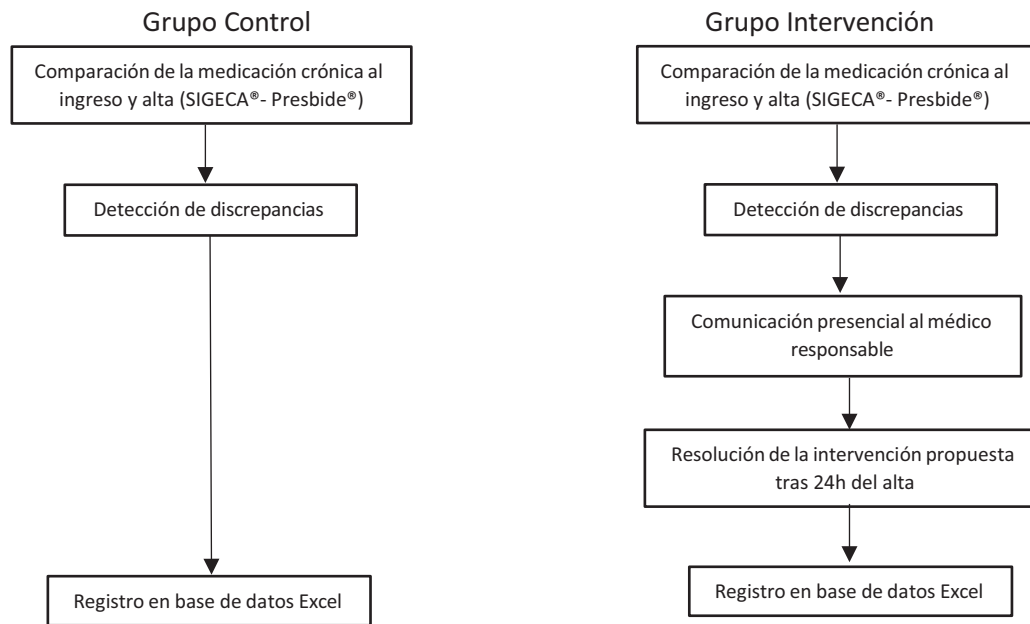 Grupo Control
Comparación de la medicación crónica al
ingreso y alta (SIGECA®- Presbide®)
Detección de discrepancias
Registro en base de datos Excel
Grupo Intervención
Comparación de la medicación crónica al
ingreso y alta (SIGECA®- Presbide®)
Detección de discrepancias
Comunicación presencial al médico
responsable
Resolución de la intervención propuesta
tras 24h del alta
Registro en base de datos Excel